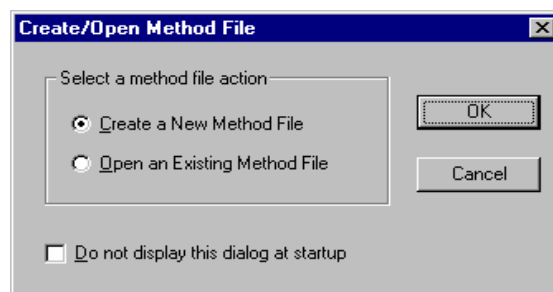 Create/Open Method File
Select a method file action
Create a New Method File
OK
Open an Existing Method File
Cancel
Do not display this dialog at startup